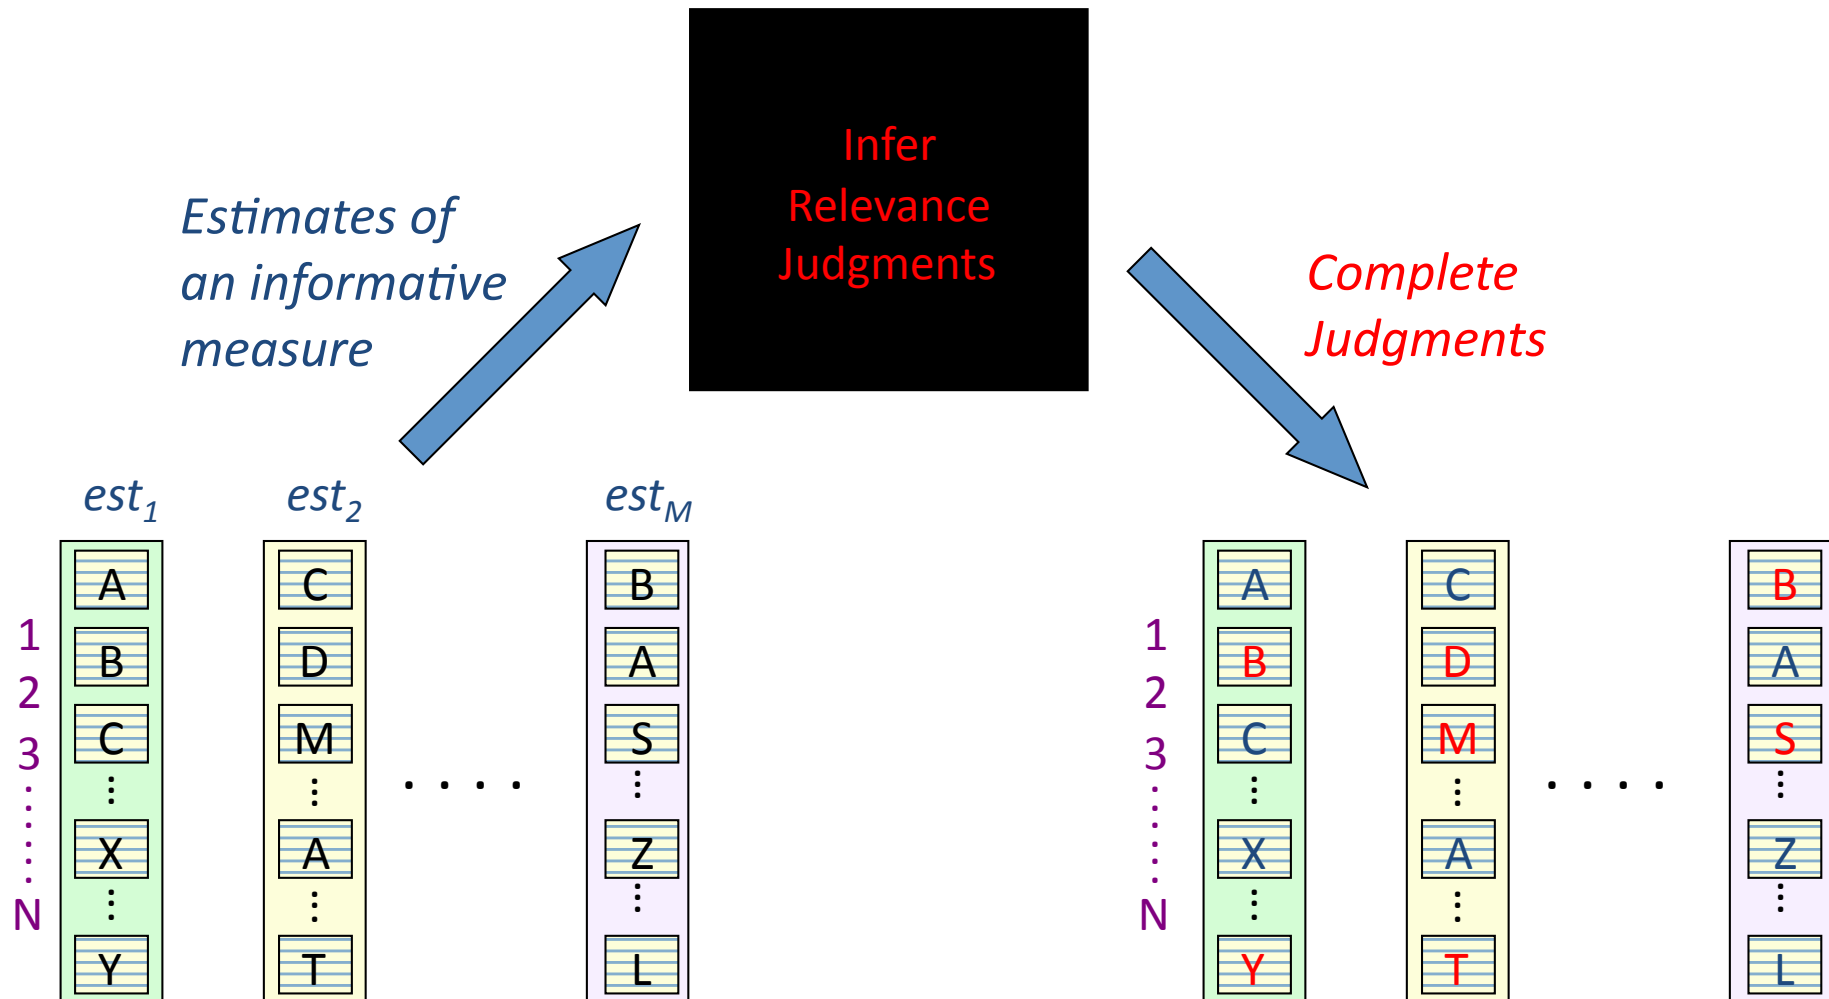 Infer
Relevance
Judgments
Estimates of
an informative
measure
Complete
Judgments
est1 est2 estM
A C B
1
B D A
2
C M S
3
X A Z
N
Y T L
A C B
1
B D A
2
C M S
3
X A Z
N
Y T L